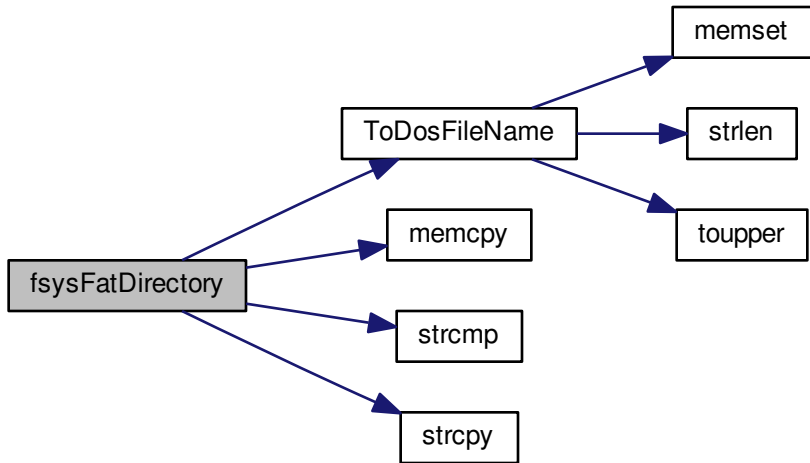 fsysFatDirectory
ToDosFileName
memcpy
strcmp
strcpy
memset
strlen
toupper